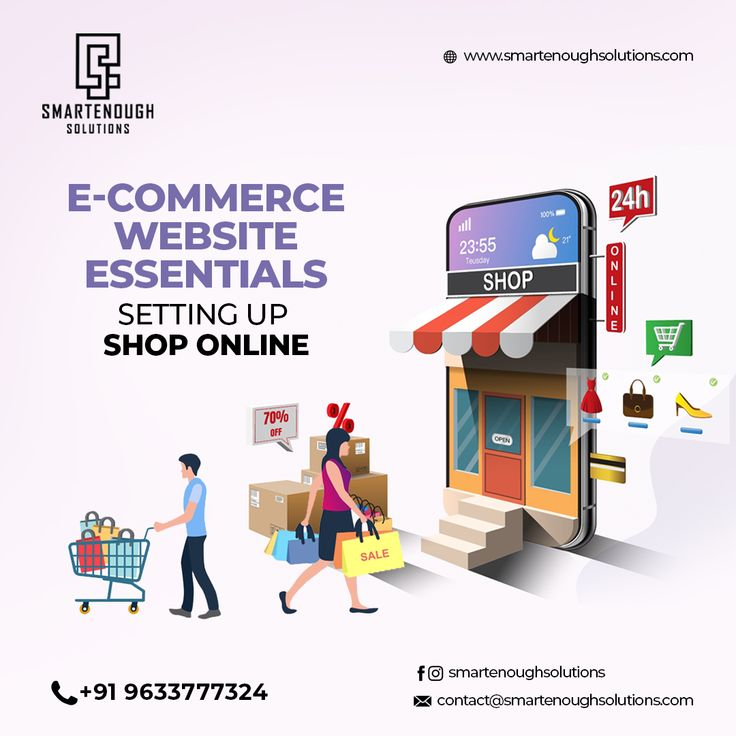 SMARTENOUGH
SOLUTIONS
www.smartenoughsolutions.com
E-COMMERCE
WEBSITE
ESSENTIALS
SETTING UP
SHOP ONLINE
100%
23:55
21°
Teusday
SHOP
24h
ONLINE
OPEN
70%
OFF
%
SALE
+91 9633777324
smartenoughsolutions
contact@smartenoughsolutions.com